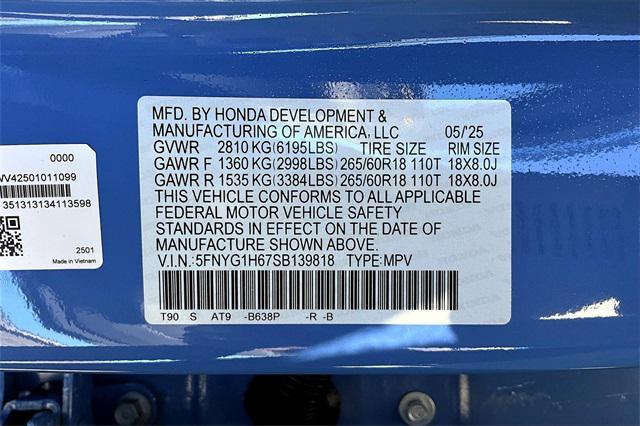 0000
351313134113598
2501
Made in Vietnam
MFD. BY HONDA DEVELOPMENT &
MANUFACTURING OF AMERICA, LLC 05/'25
GVWR 2810 KG(6195LBS) TIRE SIZE RIM SIZE
GAWR F 1360 KG(2998LBS) 265/60R18 110T 18X8.0J
GAWR R 1535 KG(3384LBS) 265/60R18 110T 18X8.0J
THIS VEHICLE CONFORMS TO ALL APPLICABLE
FEDERAL MOTOR VEHICLE SAFETY
STANDARDS IN EFFECT ON THE DATE OF
MANUFACTURE SHOWN ABOVE.
V.I.N.:5FNYG1H67SB139818 TYPE:MPV
T90 S AT9 -B638P -R -B